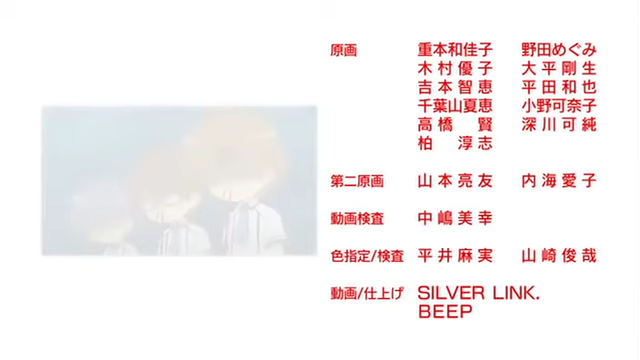 原画 重本和佳子 野田めぐみ
木村優子 大平剛生
吉本智恵 平田和也
千葉山夏恵 小野可奈子
高橋 賢 深川可純
柏 淳志
第二原画 山本亮友 内海愛子
動画検査 中嶋美幸
色指定/検査 平井麻実 山崎俊哉
動画/仕上げ SILVER LINK.
BEEP